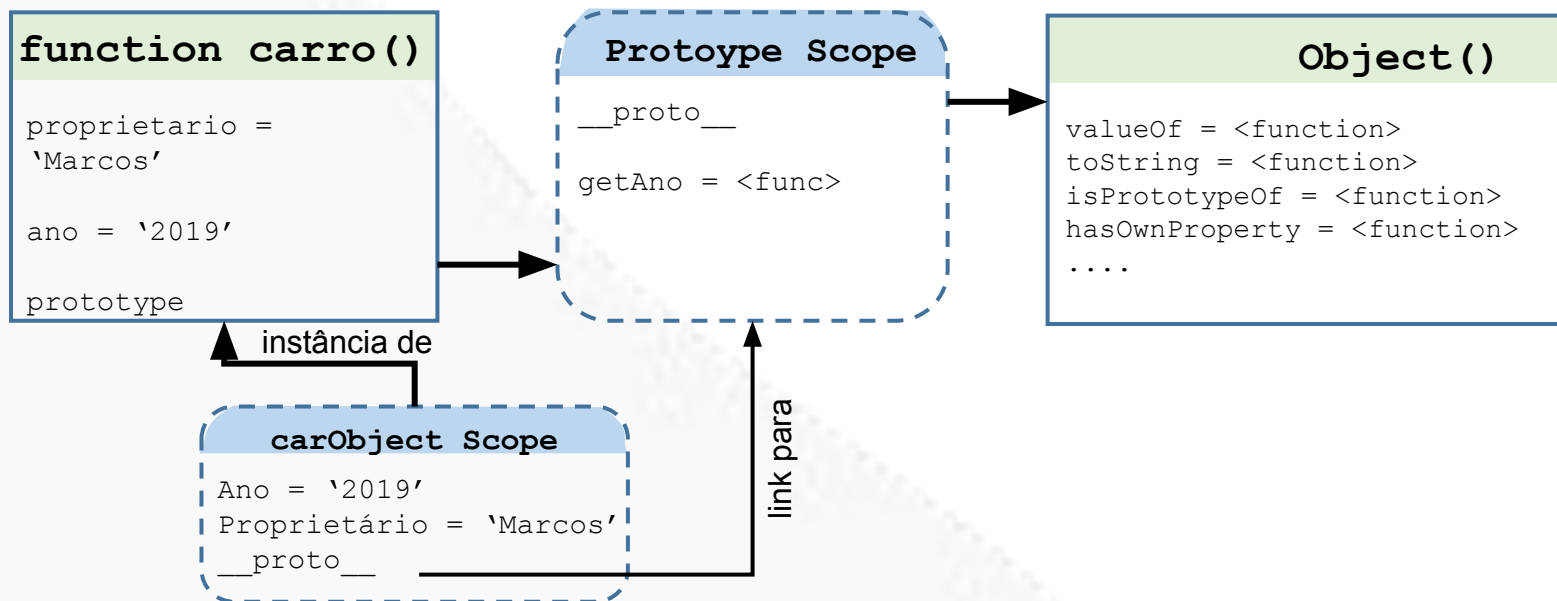 function carro()
proprietario =
‘Marcos’
ano = ‘2019’
prototype
Protoype Scope
__proto__
getAno = <func>
Object()
valueOf = <function>
toString = <function>
isPrototypeOf = <function>
hasOwnProperty = <function>
....
instância de
carObject Scope
Ano = ‘2019’
Proprietário = ‘Marcos’
__proto__
link para